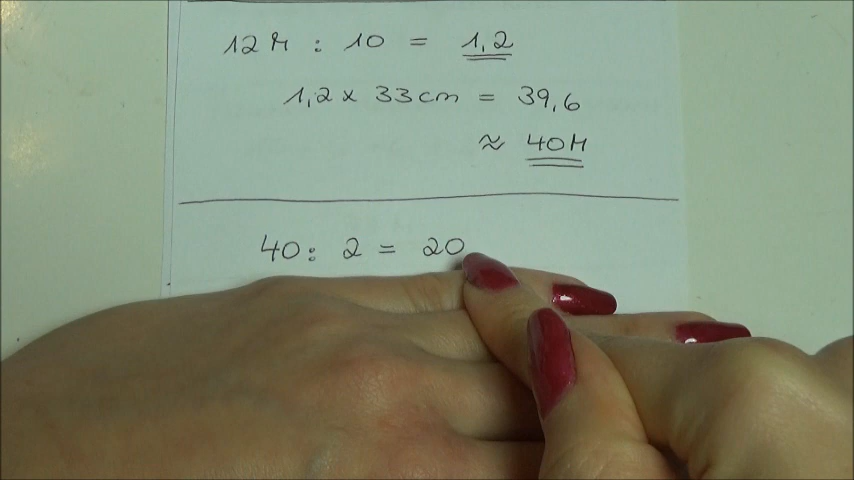 12M : 10 = 1,2
1,2 x 33cm = 39,6
≈ 40M
40 : 2 = 20